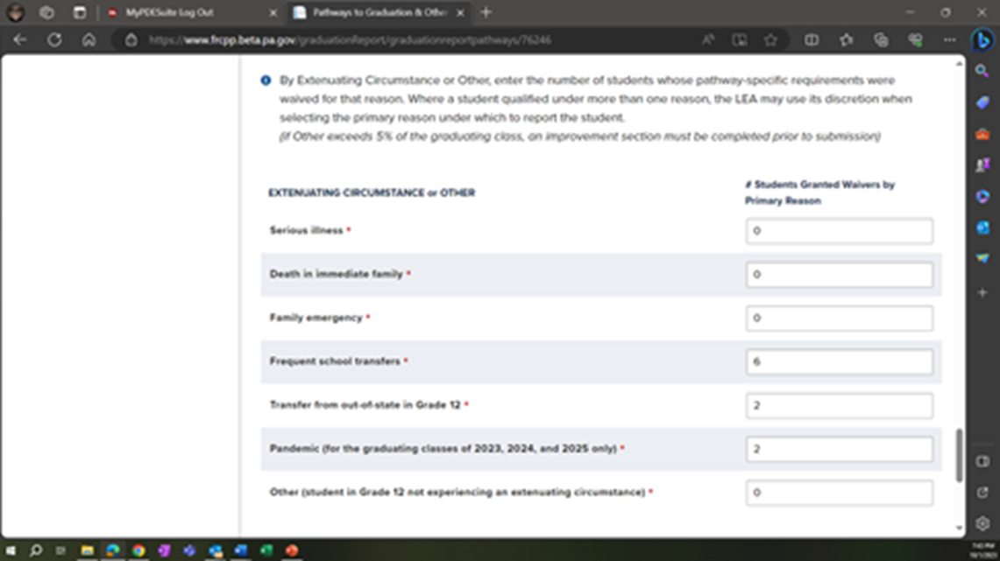 MyPDESuite Log Out
Pathways to Graduation & Othe
https://www.frcpp.beta.pa.gov/graduationReport/graduationreportpathways/76246
By Extenuating Circumstance or Other, enter the number of students whose pathway-specific requirements were
waived for that reason. Where a student qualified under more than one reason, the LEA may use its discretion when
selecting the primary reason under which to report the student.
(if Other exceeds 5% of the graduating class, an improvement section must be completed prior to submission)
EXTENUATING CIRCUMSTANCE or OTHER
# Students Granted Waivers by
Primary Reason
Serious illness * 0
Death in immediate family * 0
Family emergency * 0
Frequent school transfers * 6
Transfer from out-of-state in Grade 12 * 2
Pandemic (for the graduating classes of 2023, 2024, and 2025 only) * 2
Other (student in Grade 12 not experiencing an extenuating circumstance) * 0